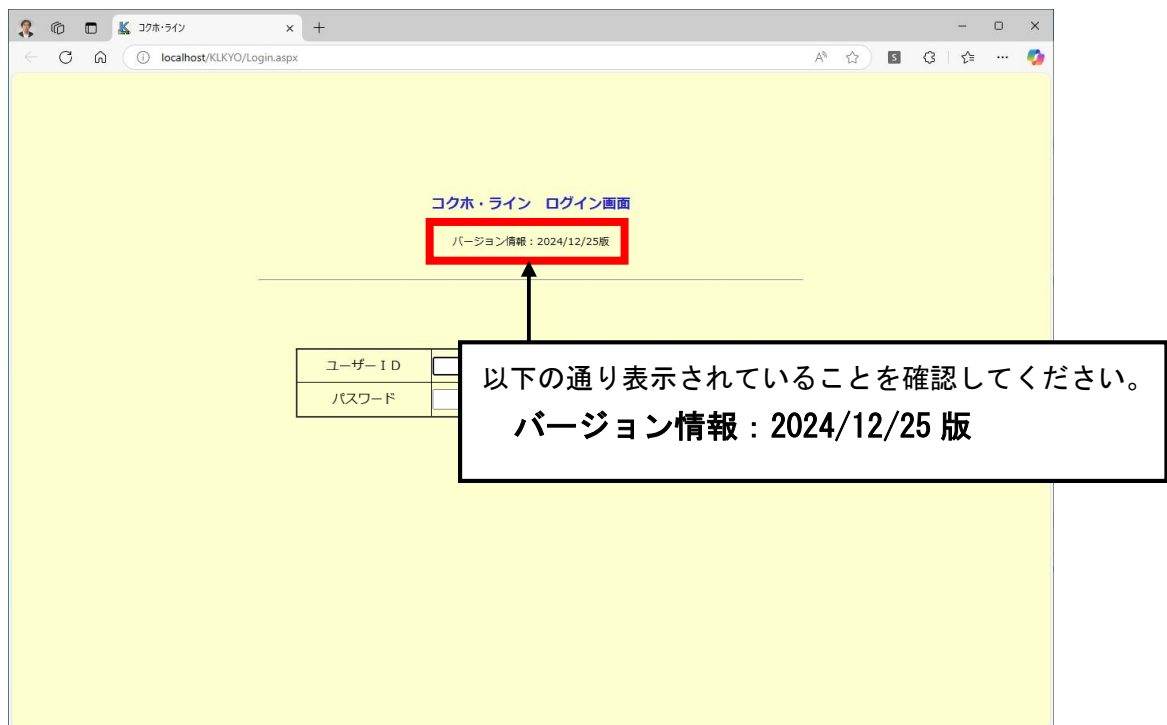 コクホ・ライン
localhost/KLKYO/Login.aspx
コクホ・ライン　ログイン画面
バージョン情報：2024/12/25版
ユーザーＩＤ
パスワード
以下の通り表示されていることを確認してください。
バージョン情報：2024/12/25 版